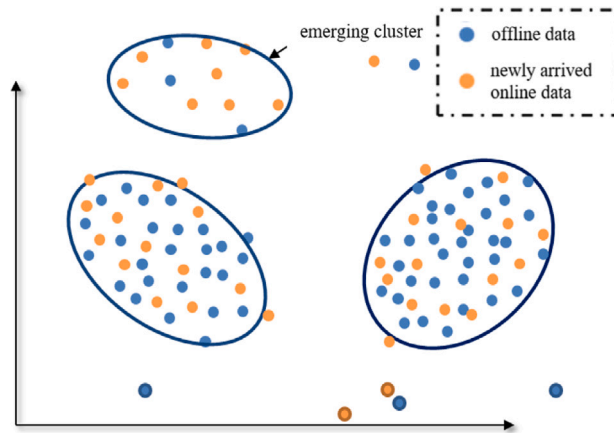 emerging cluster
offline data
newly arrived
online data